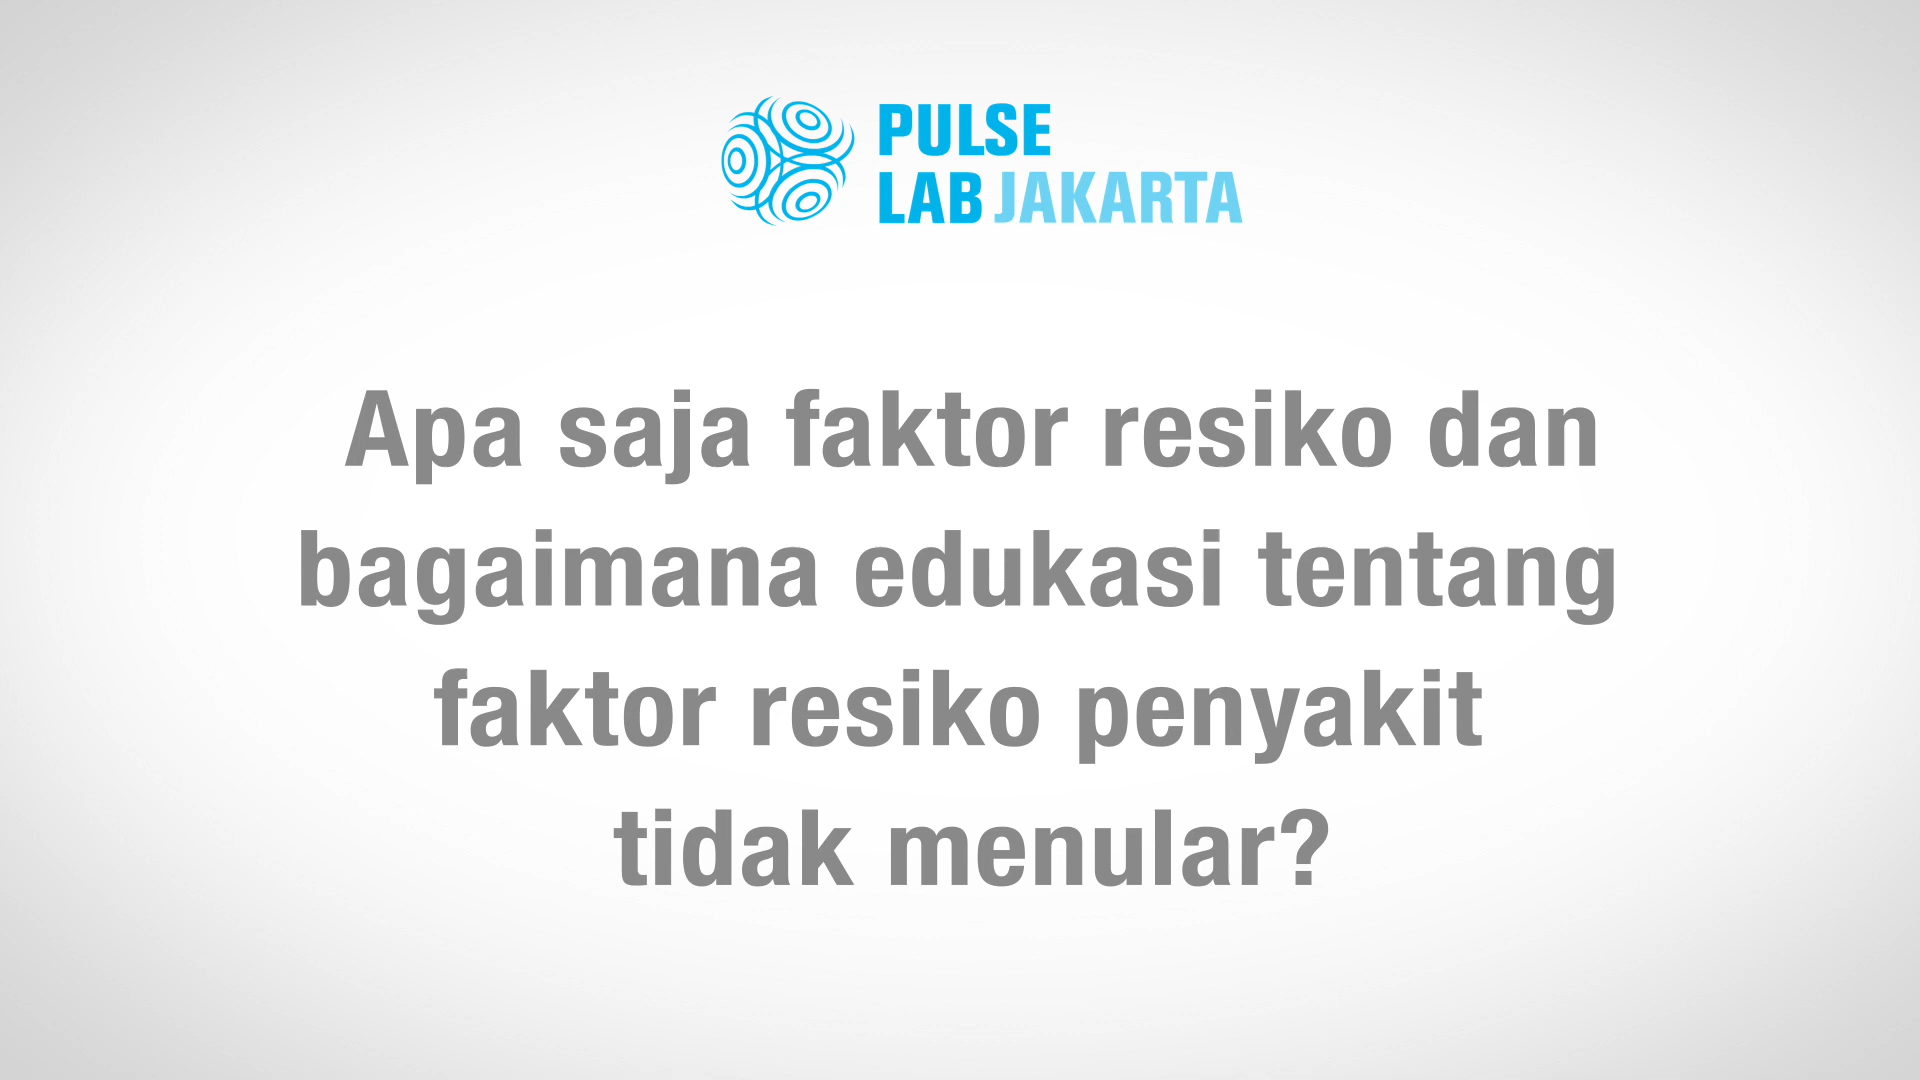 PULSE
LAB JAKARTA
Apa saja faktor resiko dan
bagaimana edukasi tentang
faktor resiko penyakit
tidak menular?